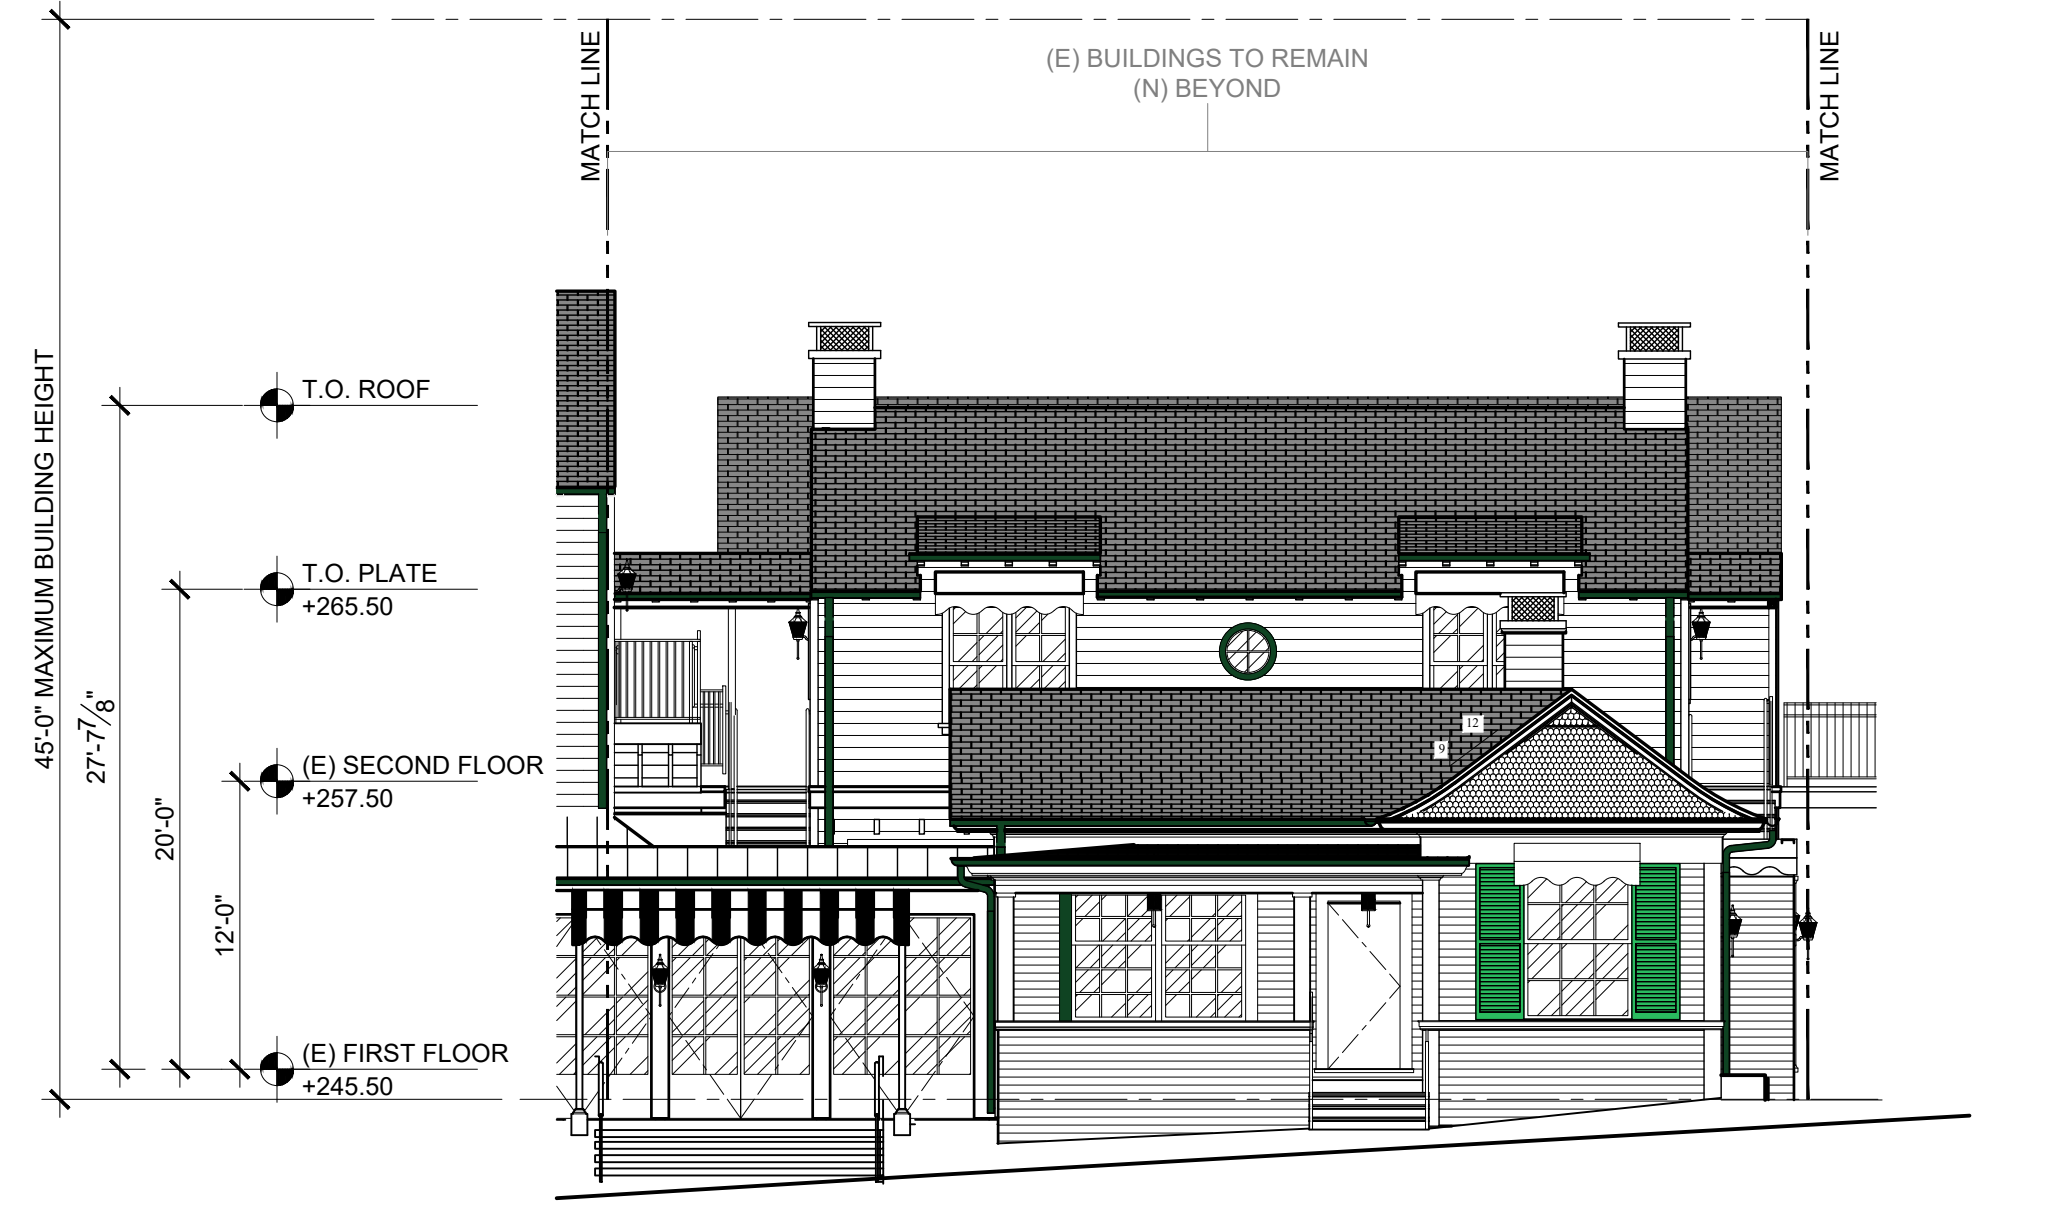 MATCH LINE
(E) BUILDINGS TO REMAIN
(N) BEYOND
MATCH LINE
45'-0" MAXIMUM BUILDING HEIGHT
27'-7 7/8"
20'-0"
12'-0"
T.O. ROOF
T.O. PLATE
+265.50
(E) SECOND FLOOR
+257.50
(E) FIRST FLOOR
+245.50
12
9